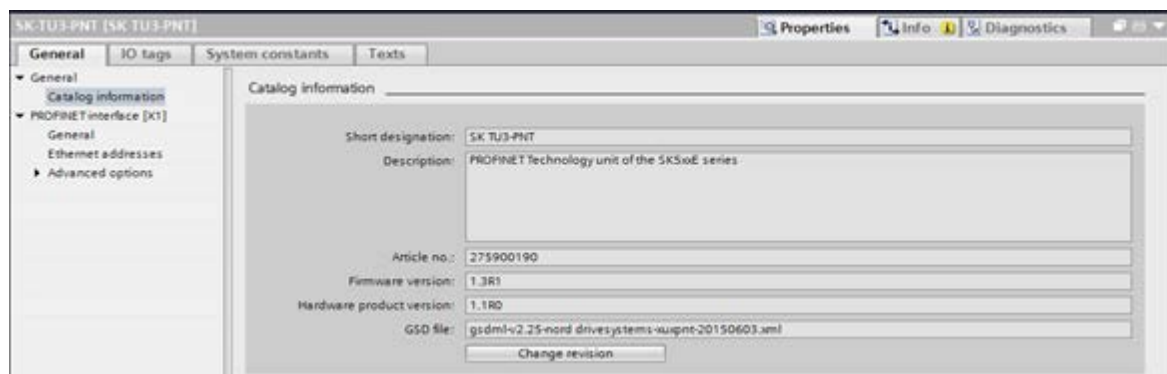 SK-TU3-PNT [SK TU3-PNT]
Properties
Info
Diagnostics
General
IO tags
System constants
Texts
General
Catalog information
PROFINET interface [X1]
General
Ethernet addresses
Advanced options
Catalog information
Short designation: SK TU3-PNT
Description: PROFINET Technology unit of the SK5xxE series
Article no.: 275900190
Firmware version: 1.3R1
Hardware product version: 1.1R0
GSD file: gsdml-v2.25-nord drivesystems-xuxpnt-20150603.xml
Change revision